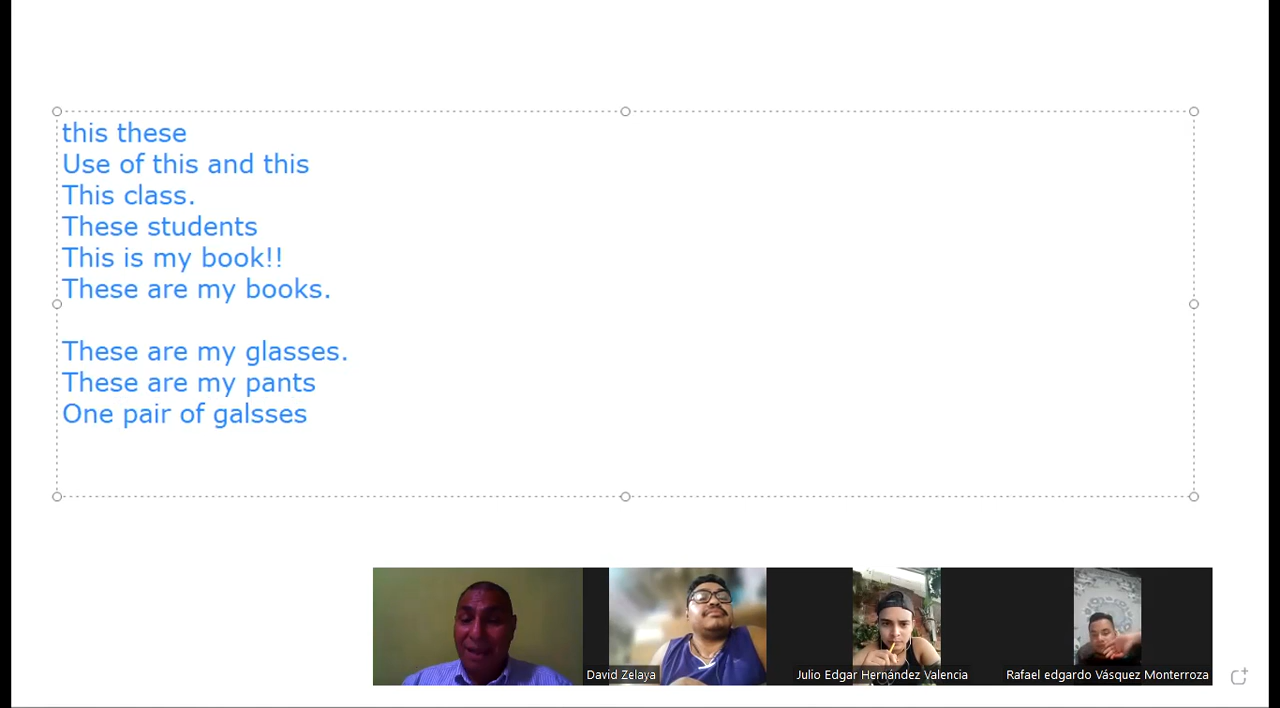 this these
Use of this and this
This class.
These students
This is my book!!
These are my books.
These are my glasses.
These are my pants
One pair of galsses
David Zelaya
Julio Edgar Hernández Valencia
Rafael edgardo Vásquez Monterroza